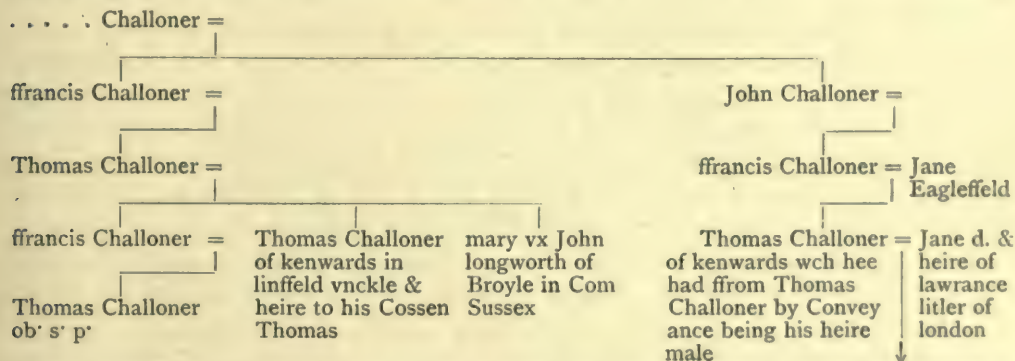 . . . . . Challoner =
ffrancis Challoner =
John Challoner =
Thomas Challoner =
ffrancis Challoner = Jane
Eagleffeld
ffrancis Challoner =
Thomas Challoner
ob· s· p·
Thomas Challoner
of kenwards in
linffeld vnckle &
heire to his Cossen
Thomas
mary vx John
longworth of
Broyle in Com
Sussex
Thomas Challoner =
of kenwards wch hee
had ffrom Thomas
Challoner by Convey
ance being his heire
male
Jane d. &
heire of
lawrance
litler of
london